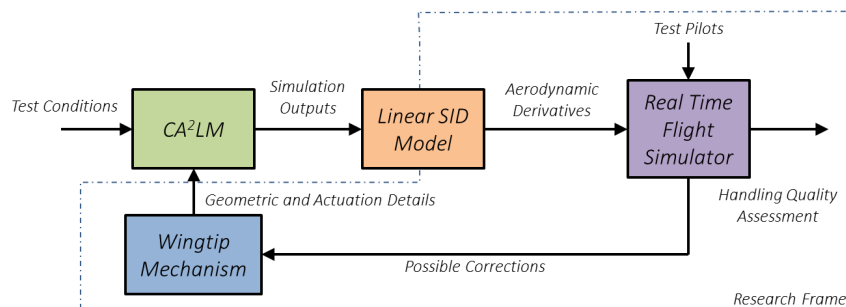 Test Pilots
Test Conditions
CA²LM
Simulation
Outputs
Linear SID
Model
Aerodynamic
Derivatives
Real Time
Flight
Simulator
Handling Quality
Assessment
Geometric and Actuation Details
Wingtip
Mechanism
Possible Corrections
Research Frame